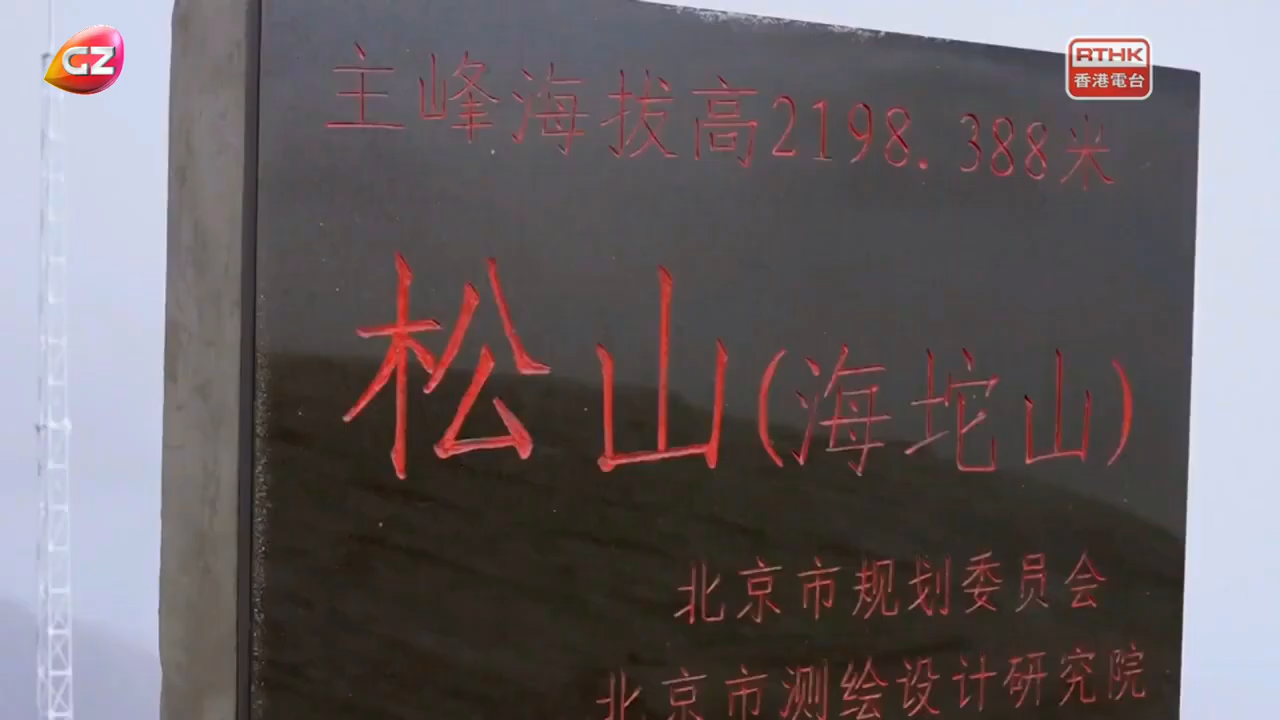 GZ
RTHK
香港電台
主峰海拔高2198.388米
松山(海坨山)
北京市规划委员会
北京市测绘设计研究院